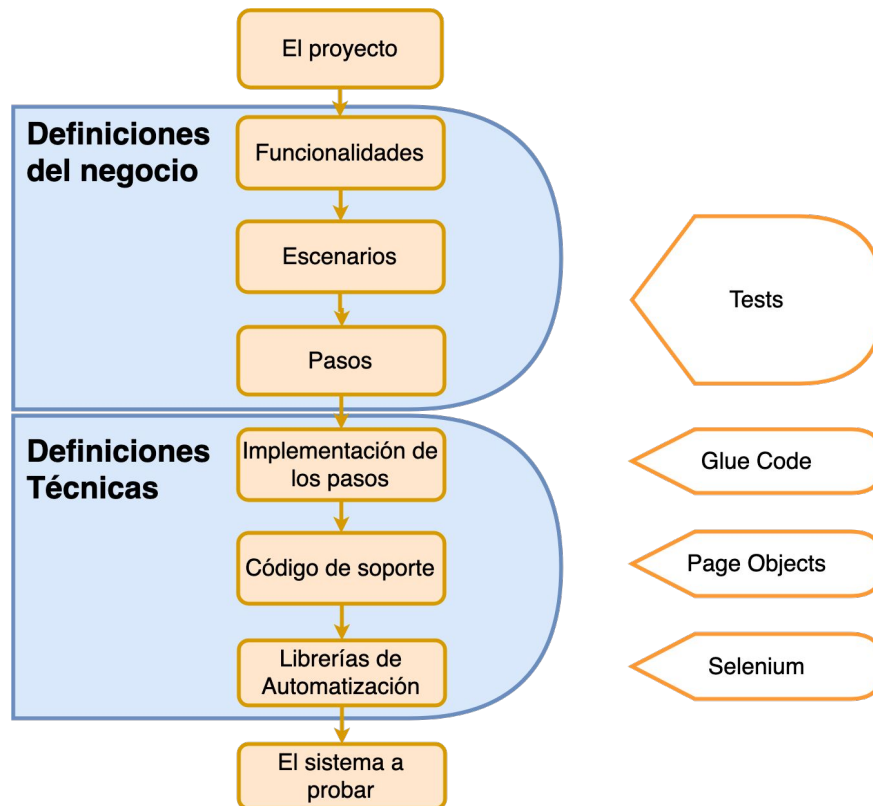 El proyecto
Definiciones
del negocio
Funcionalidades
Escenarios
Pasos
Tests
Definiciones
Técnicas
Implementación de
los pasos
Glue Code
Código de soporte
Page Objects
Librerías de
Automatización
Selenium
El sistema a
probar